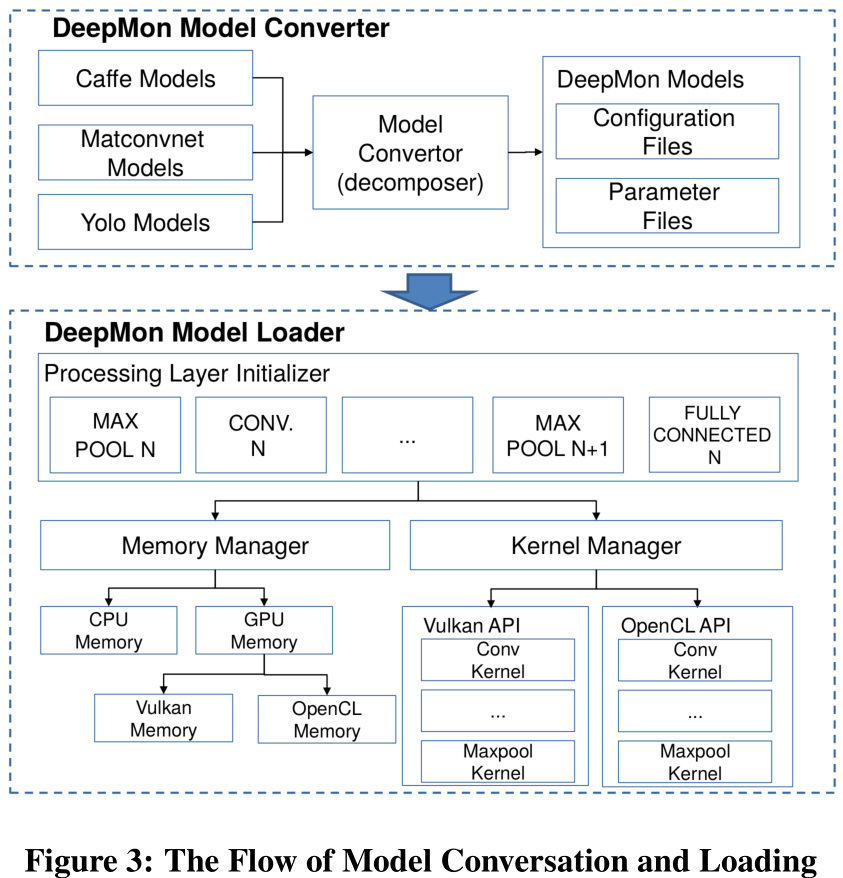 DeepMon Model Converter
Caffe Models
Matconvnet
Models
Yolo Models
Model
Convertor
(decomposer)
DeepMon Models
Configuration
Files
Parameter
Files
DeepMon Model Loader
Processing Layer Initializer
MAX
POOL N
CONV.
N
...
MAX
POOL N+1
FULLY
CONNECTED
N
Memory Manager
Kernel Manager
CPU
Memory
GPU
Memory
Vulkan
Memory
OpenCL
Memory
Vulkan API
Conv
Kernel
...
Maxpool
Kernel
OpenCL API
Conv
Kernel
...
Maxpool
Kernel
Figure 3: The Flow of Model Conversation and Loading